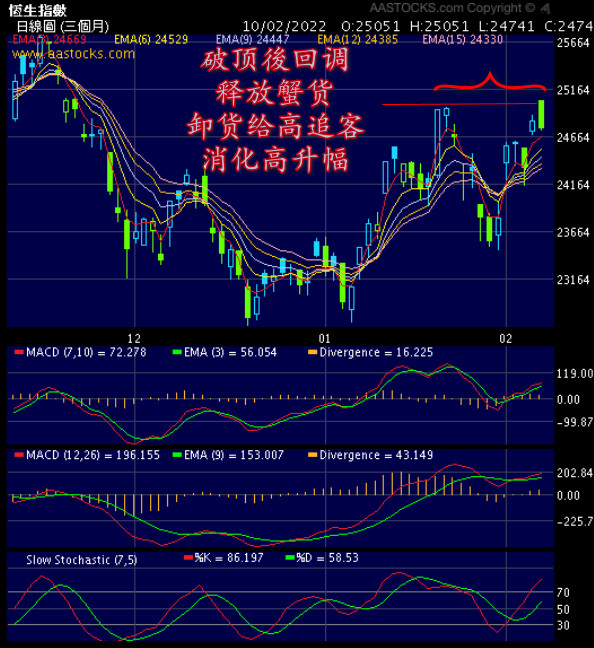 恆生指數
AASTOCKS.com Copyright ©
日線圖 (三個月)
10/02/2022 O:25051 H:25051 L:24741 C:2474
EMA(3) 24669 EMA(6) 24529 EMA(9) 24447 EMA(12) 24385 EMA(15) 24330
www.aastocks.com
破顶後回调
释放蟹货
卸货给高追客
消化高升幅
25664
25164
24664
24164
23664
23164
12 01 02
MACD (7,10) = 72.278 EMA (3) = 56.054 Divergence = 16.225
119.00
0.00
-99.87
MACD (12,26) = 196.155 EMA (9) = 153.007 Divergence = 43.149
202.84
0.00
-225.7
Slow Stochastic (7,5) %K = 86.197 %D = 58.53
70
50
30